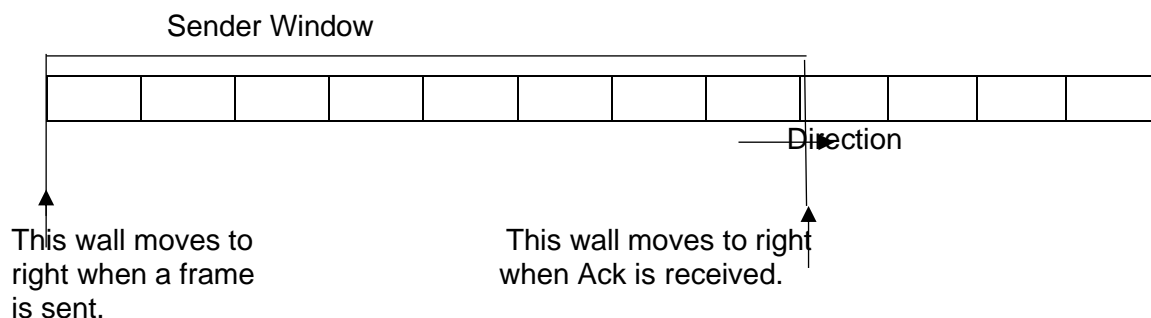 Sender Window
Direction
This wall moves to
right when a frame
is sent.
This wall moves to right
when Ack is received.